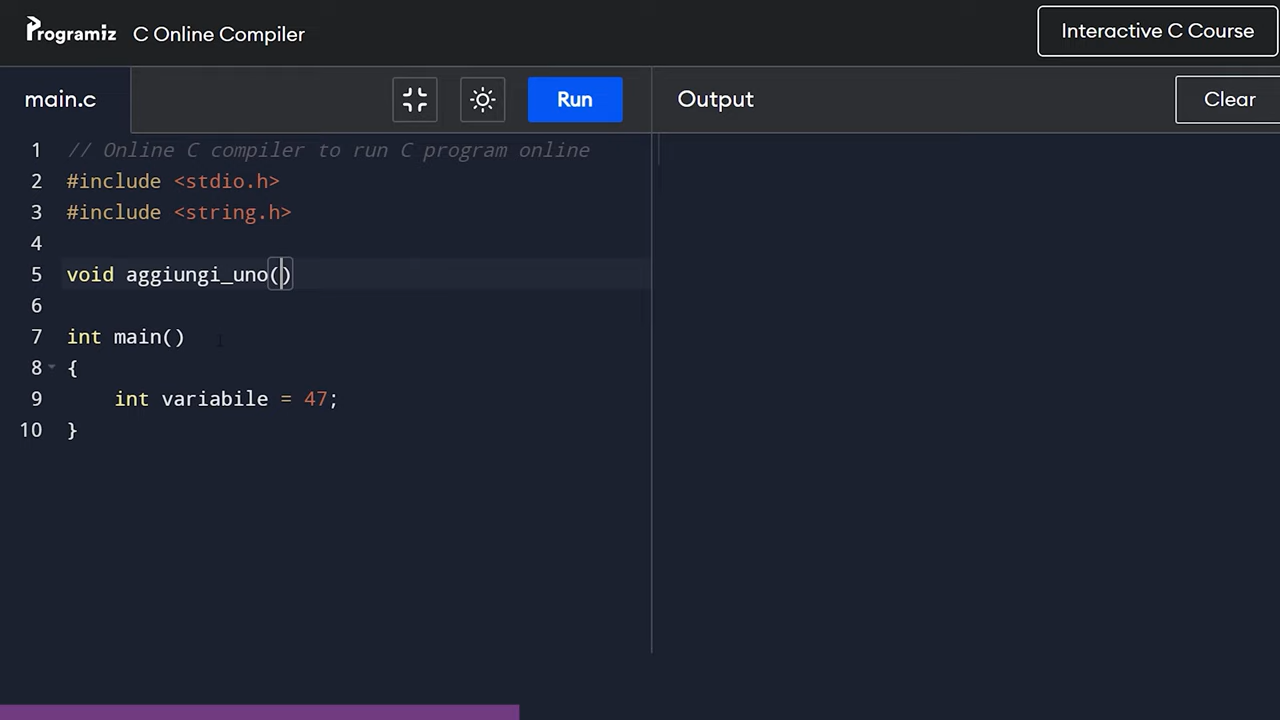 Programiz C Online Compiler
Interactive C Course
main.c
Run
Output
Clear
1 // Online C compiler to run C program online
2 #include <stdio.h>
3 #include <string.h>
4
5 void aggiungi_uno()
6
7 int main()
8 {
9     int variabile = 47;
10 }